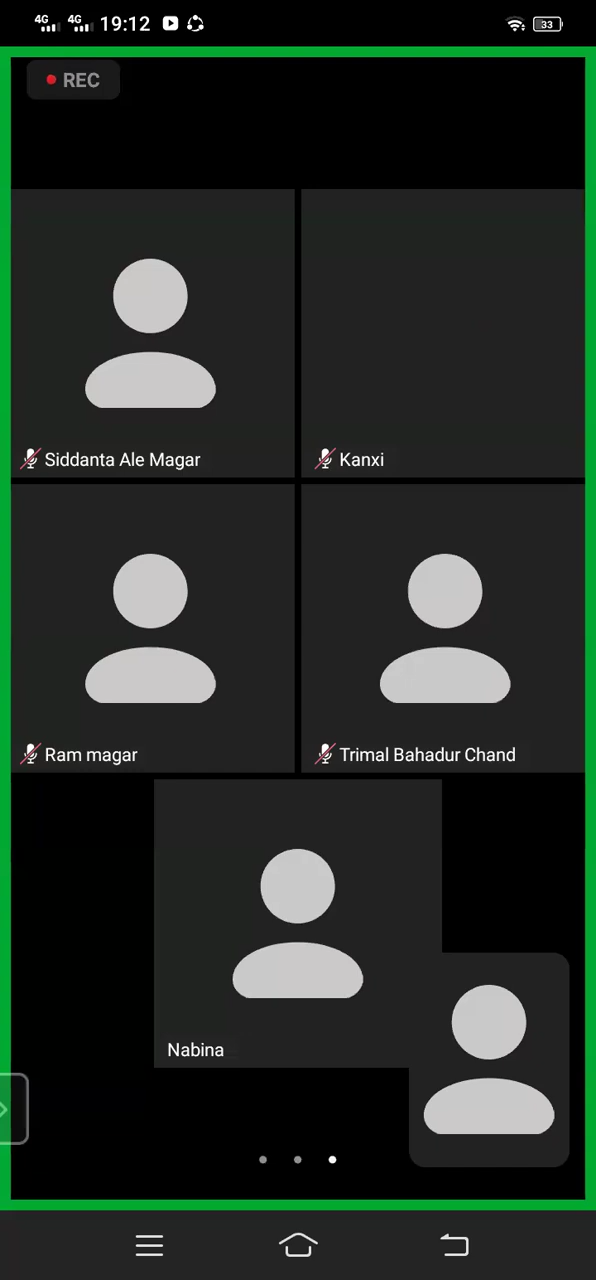 4G 4G 19:12 33
REC
Siddanta Ale Magar
Kanxi
Ram magar
Trimal Bahadur Chand
Nabina